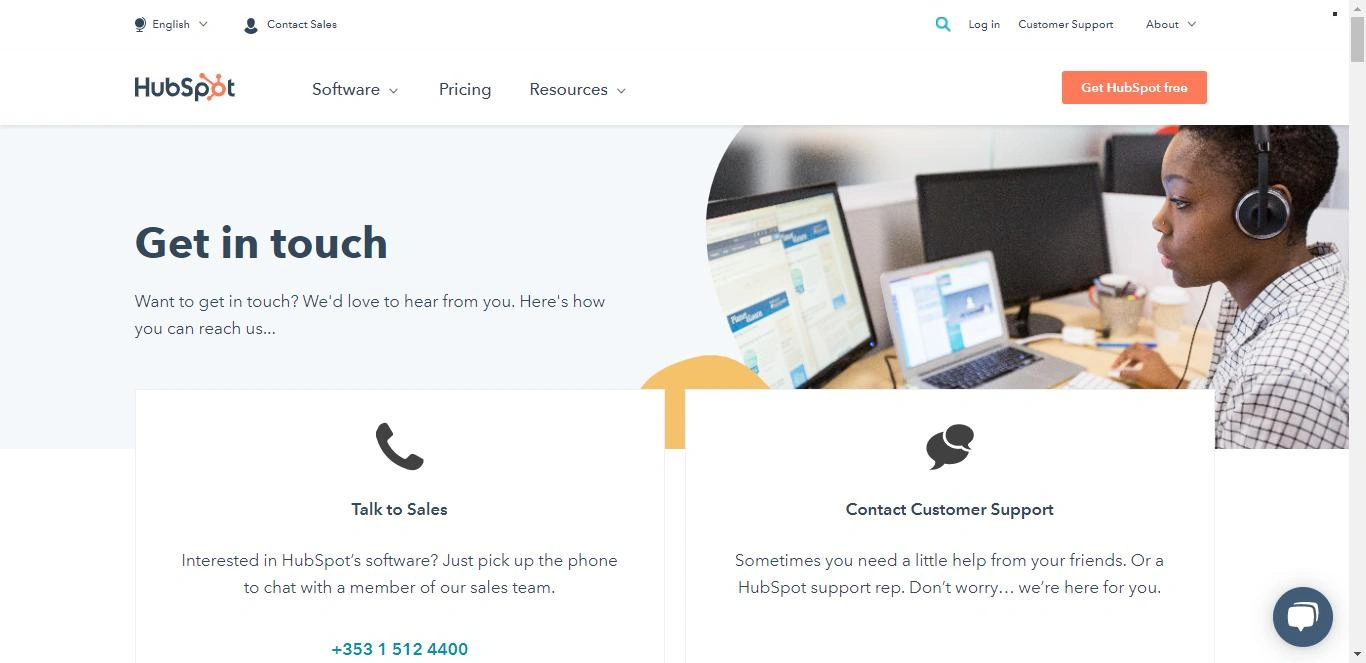 English
Contact Sales
Log in
Customer Support
About
HubSpot
Software
Pricing
Resources
Get HubSpot free
Get in touch
Want to get in touch? We'd love to hear from you. Here's how
you can reach us...
Talk to Sales
Interested in HubSpot’s software? Just pick up the phone
to chat with a member of our sales team.
+353 1 512 4400
Contact Customer Support
Sometimes you need a little help from your friends. Or a
HubSpot support rep. Don’t worry… we’re here for you.